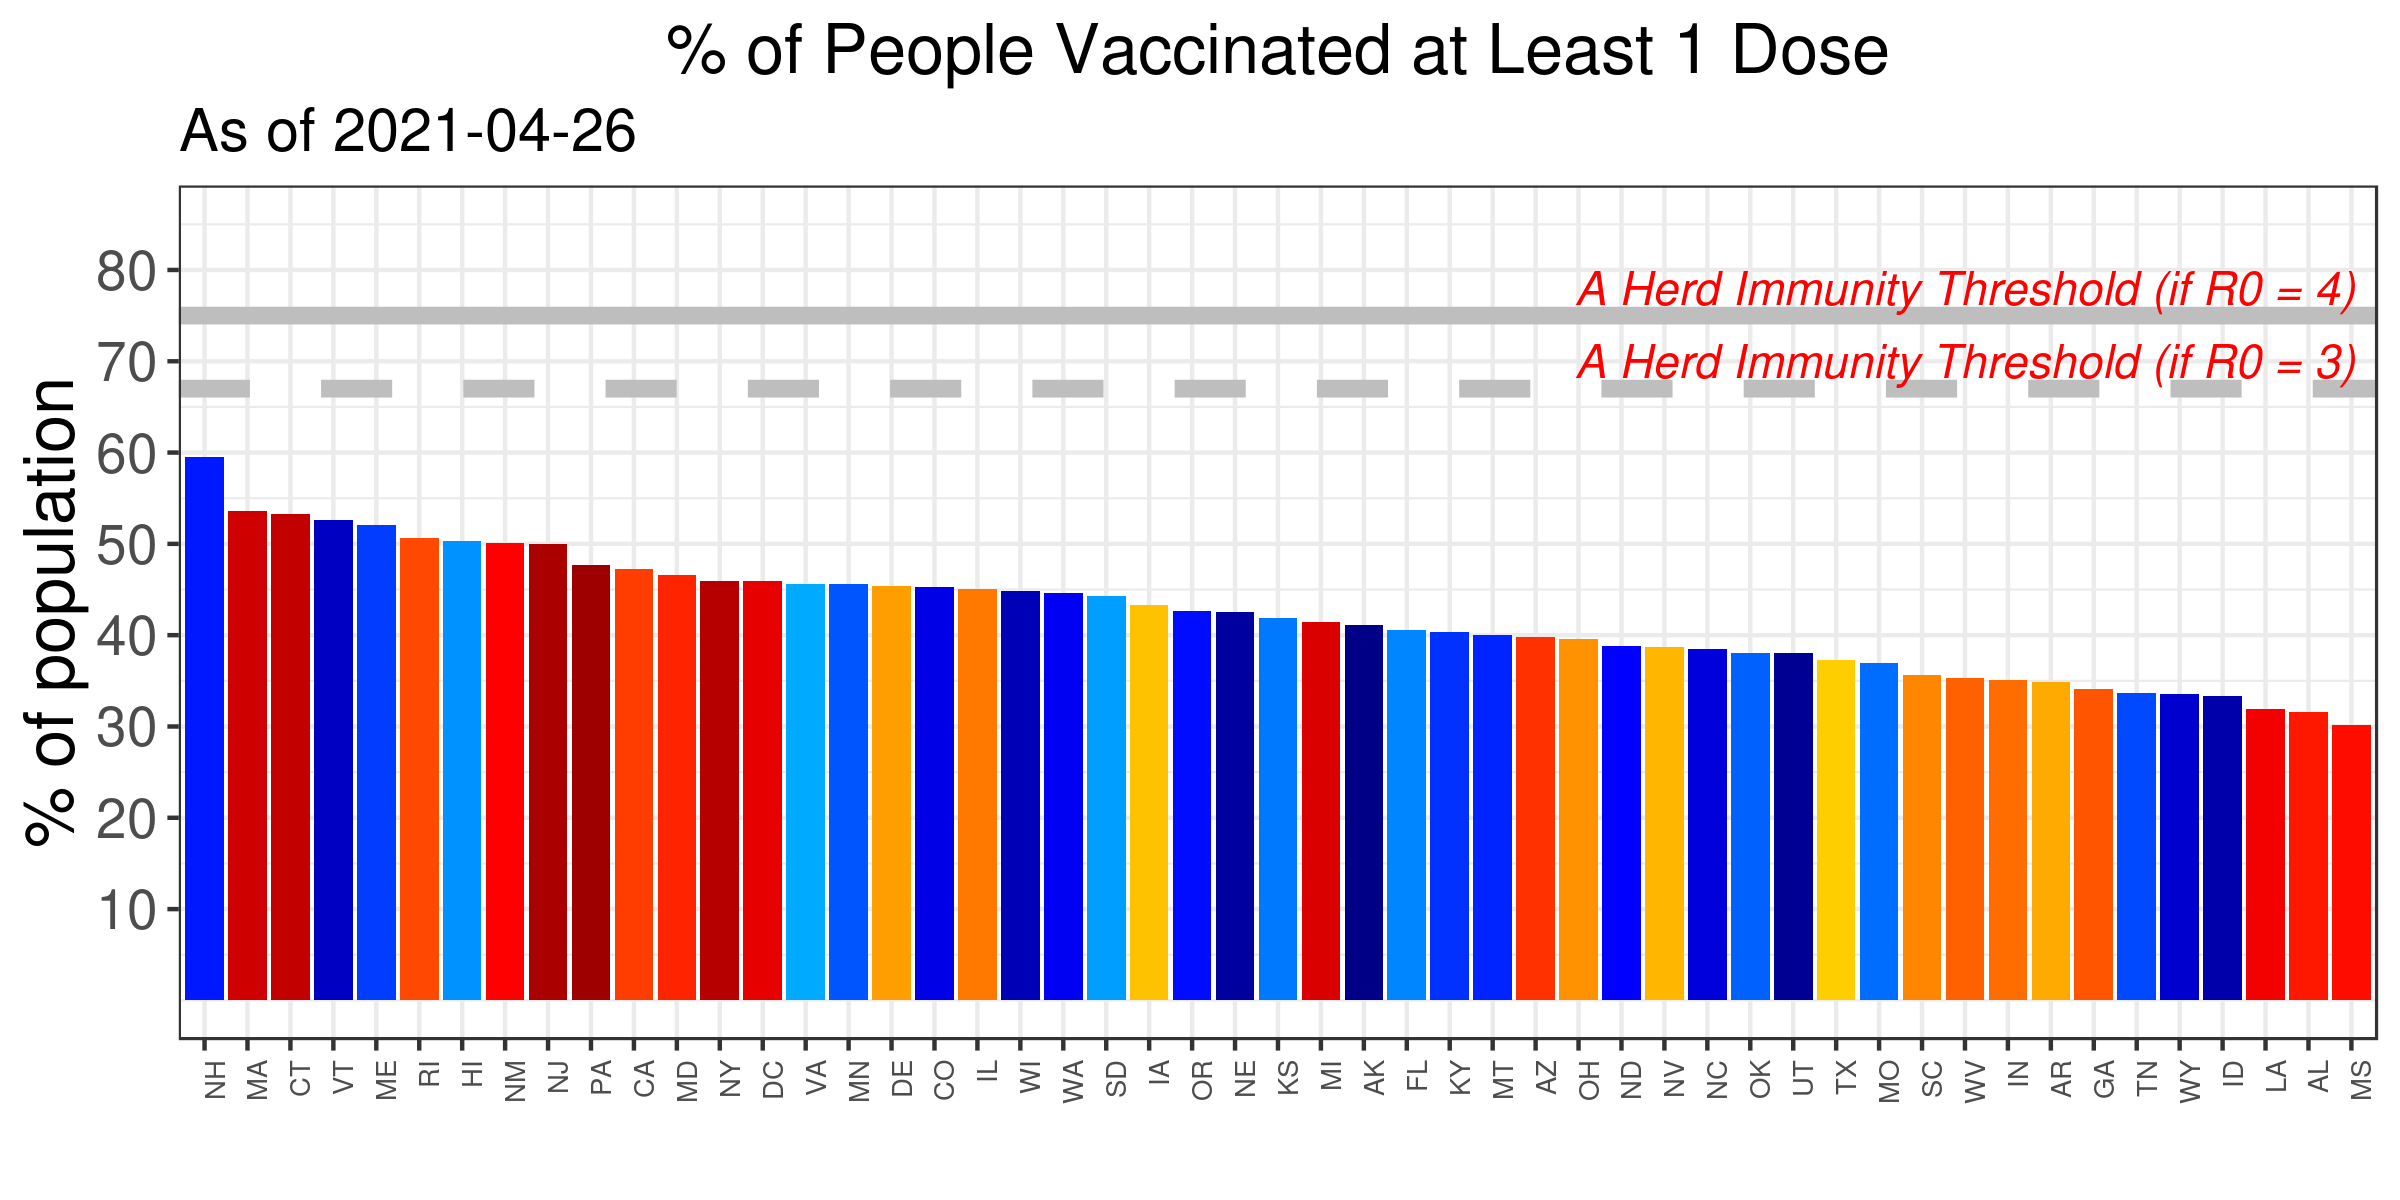 % of People Vaccinated at Least 1 Dose
As of 2021-04-26
% of population
80
70
60
50
40
30
20
10
A Herd Immunity Threshold (if R0 = 4)
A Herd Immunity Threshold (if R0 = 3)
NH MA CT VT ME RI HI NM NJ PA CA MD NY DC VA MN DE CO IL WI WA SD IA OR NE KS MI AK FL KY MT AZ OH ND NV NC OK UT TX MO SC WV IN AR GA TN WY ID LA AL MS